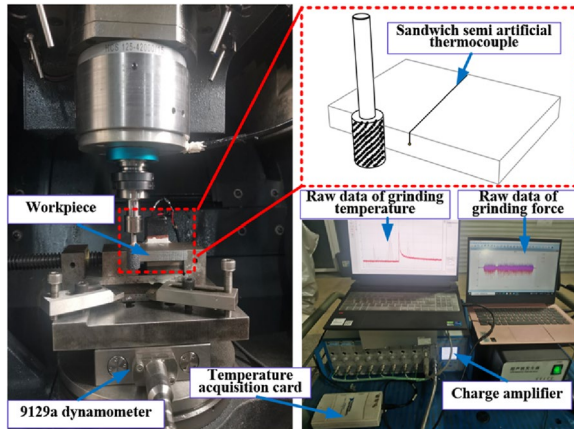 Sandwich semi artificial
thermocouple
Workpiece
Raw data of grinding
temperature
Raw data of
grinding force
Temperature
acquisition card
9129a dynamometer
Charge amplifier